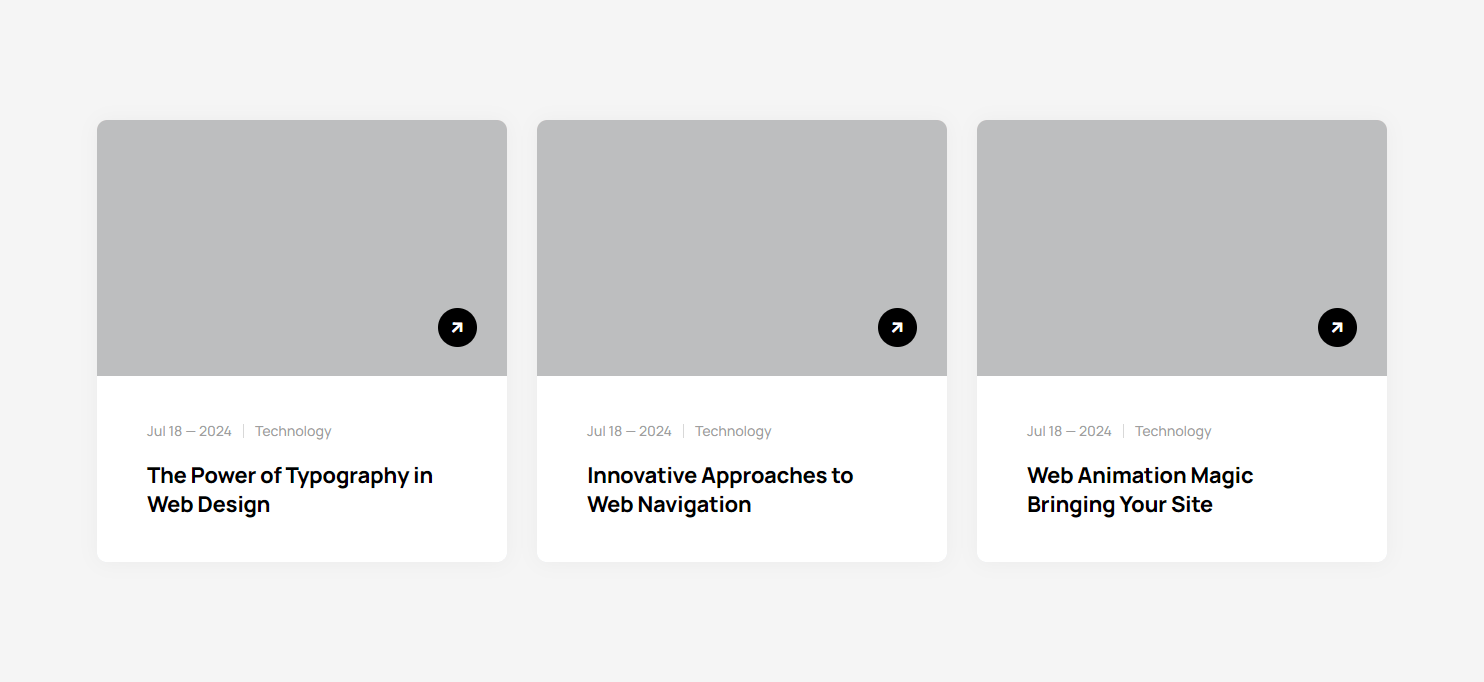 Jul 18 — 2024 | Technology
The Power of Typography in
Web Design
Jul 18 — 2024 | Technology
Innovative Approaches to
Web Navigation
Jul 18 — 2024 | Technology
Web Animation Magic
Bringing Your Site